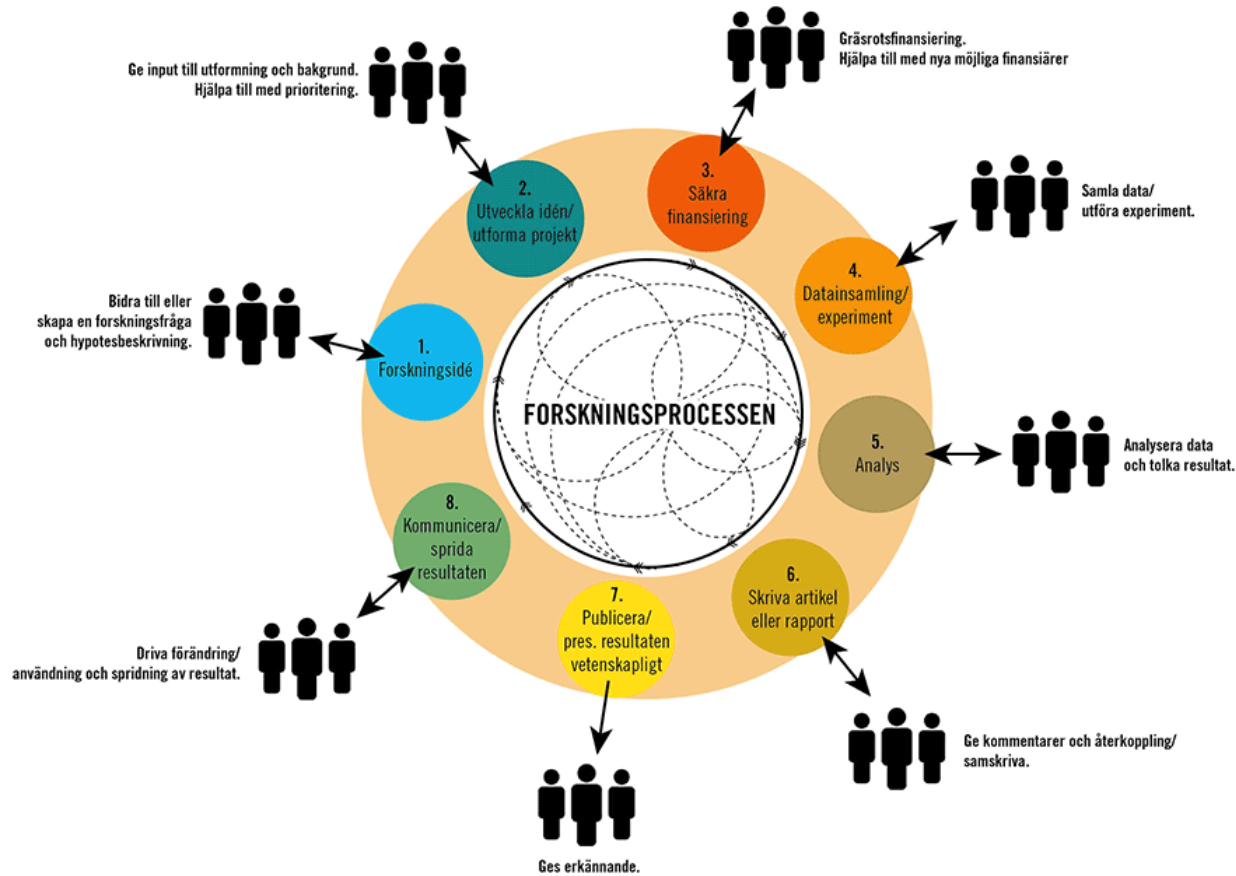 Gräsrotsfinansiering.
Hjälpa till med nya möjliga finansiärer
Ge input till utformning och bakgrund.
Hjälpa till med prioritering.
3.
Säkra
finansiering
2.
Utveckla idén/
utforma projekt
Samla data/
utföra experiment.
4.
Datainsamling/
experiment
Bidra till eller
skapa en forskningsfråga
och hypotesbeskrivning.
1.
Forskningsidé
FORSKNINGSPROCESSEN
5.
Analys
Analysera data
och tolka resultat.
8.
Kommunicera/
sprida
resultaten
6.
Skriva artikel
eller rapport
7.
Publicera/
pres. resultaten
vetenskapligt
Driva förändring/
användning och spridning av resultat.
Ge kommentarer och återkoppling/
samskriva.
Ges erkännande.